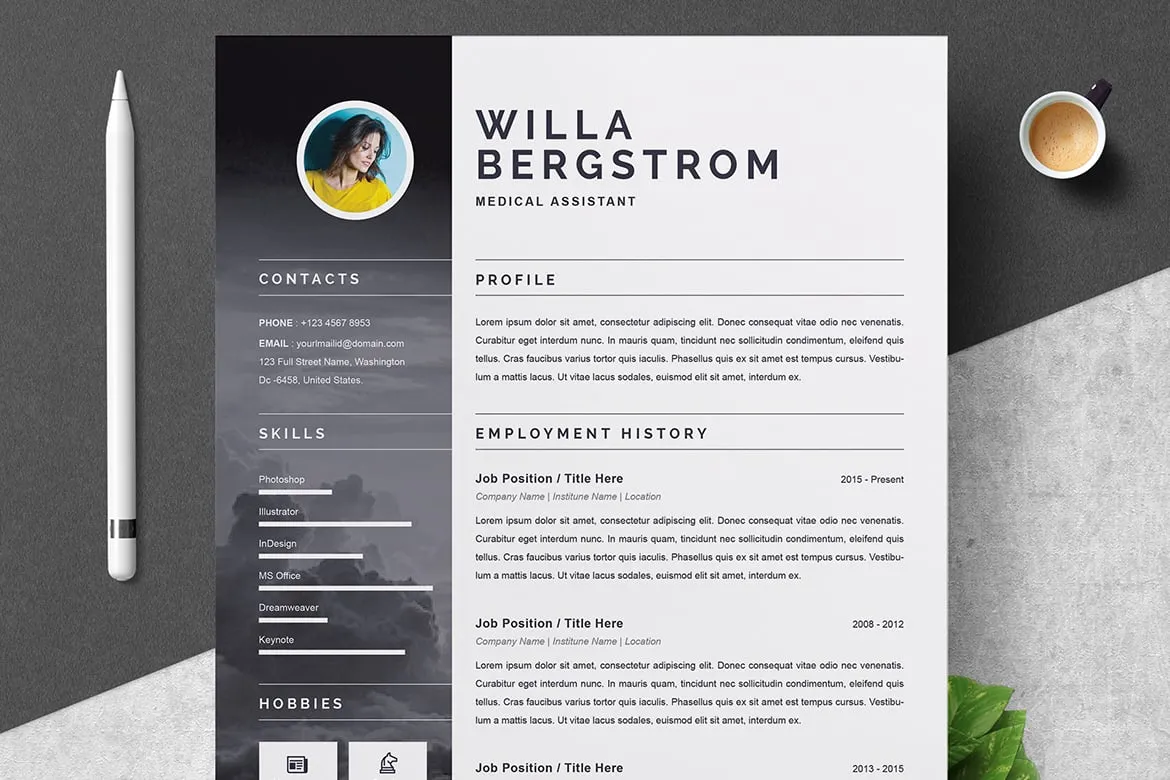 WILLA
BERGSTROM
MEDICAL ASSISTANT
CONTACTS
PHONE : +123 4567 8953
EMAIL : yourlmailid@domain.com
123 Full Street Name, Washington
Dc -6458, United States.
SKILLS
Photoshop
Illustrator
InDesign
MS Office
Dreamweaver
Keynote
HOBBIES
PROFILE
Lorem ipsum dolor sit amet, consectetur adipiscing elit. Donec consequat vitae odio nec venenatis.
Curabitur eget interdum nunc. In mauris quam, tincidunt nec sollicitudin condimentum, eleifend quis
tellus. Cras faucibus varius tortor quis iaculis. Phasellus quis ex sit amet est tempus cursus. Vestibu-
lum a mattis lacus. Ut vitae lacus sodales, euismod elit sit amet, interdum ex.
EMPLOYMENT HISTORY
Job Position / Title Here 2015 - Present
Company Name | Institune Name | Location
Lorem ipsum dolor sit amet, consectetur adipiscing elit. Donec consequat vitae odio nec venenatis.
Curabitur eget interdum nunc. In mauris quam, tincidunt nec sollicitudin condimentum, eleifend quis
tellus. Cras faucibus varius tortor quis iaculis. Phasellus quis ex sit amet est tempus cursus. Vestibu-
lum a mattis lacus. Ut vitae lacus sodales, euismod elit sit amet, interdum ex.
Job Position / Title Here 2008 - 2012
Company Name | Institune Name | Location
Lorem ipsum dolor sit amet, consectetur adipiscing elit. Donec consequat vitae odio nec venenatis.
Curabitur eget interdum nunc. In mauris quam, tincidunt nec sollicitudin condimentum, eleifend quis
tellus. Cras faucibus varius tortor quis iaculis. Phasellus quis ex sit amet est tempus cursus. Vestibu-
lum a mattis lacus. Ut vitae lacus sodales, euismod elit sit amet, interdum ex.
Job Position / Title Here 2013 - 2015